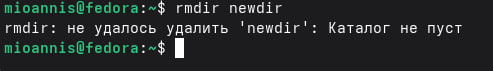 mioannis@fedora:~$ rmdir newdir
rmdir: не удалось удалить 'newdir': Каталог не пуст
mioannis@fedora:~$